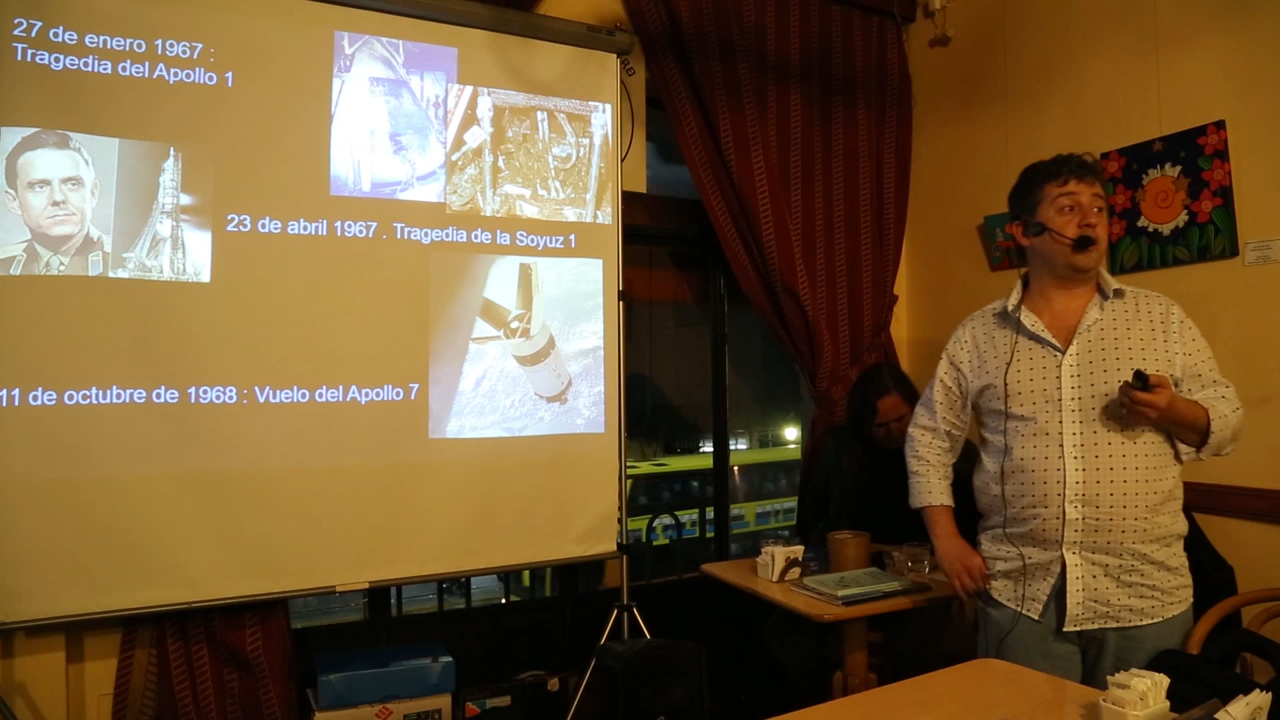 27 de enero 1967 :
Tragedia del Apollo 1
23 de abril 1967 . Tragedia de la Soyuz 1
11 de octubre de 1968 : Vuelo del Apollo 7